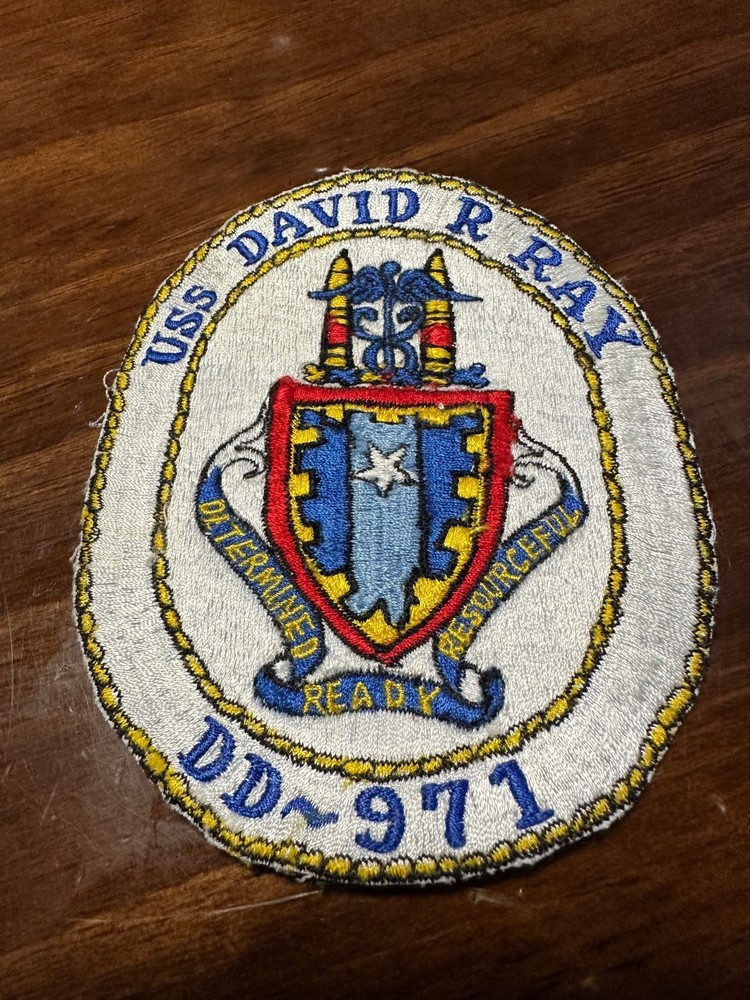 USS DAVID R RAY
DETERMINED
READY
RESOURCEFUL
DD~971